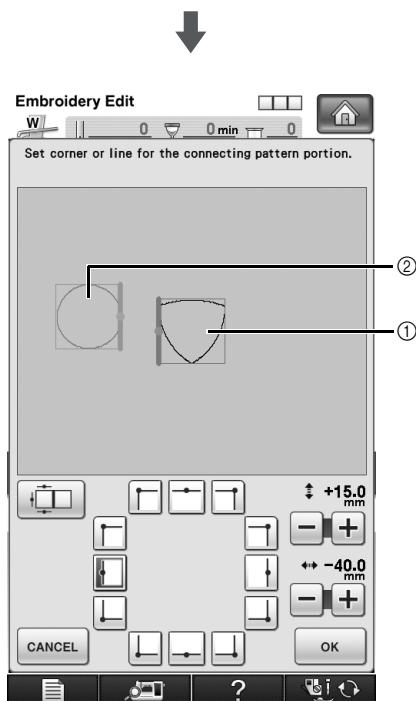 Embroidery Edit
W
0 0 min 0
Set corner or line for the connecting pattern portion.
②
①
+15.0
mm
-40.0
mm
CANCEL
OK
?